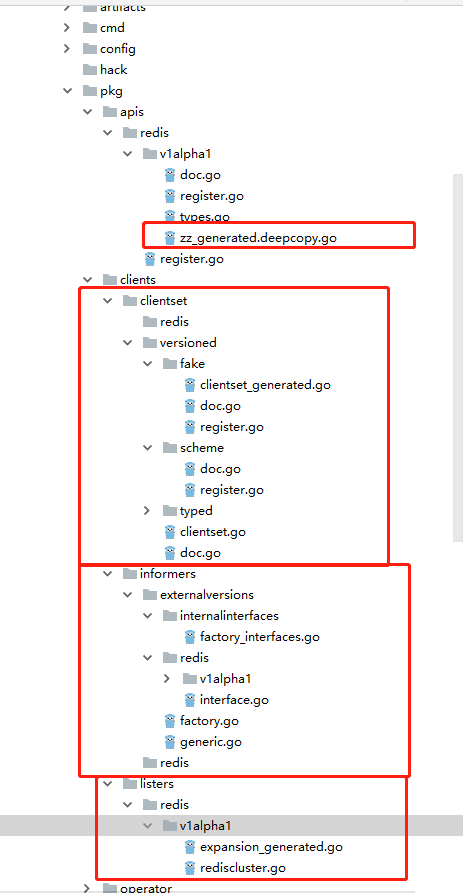 artifacts
cmd
config
hack
pkg
apis
redis
v1alpha1
doc.go
register.go
types.go
zz_generated.deepcopy.go
register.go
clients
clientset
redis
versioned
fake
clientset_generated.go
doc.go
register.go
scheme
doc.go
register.go
typed
clientset.go
doc.go
informers
externalversions
internalinterfaces
factory_interfaces.go
redis
v1alpha1
interface.go
factory.go
generic.go
redis
listers
redis
v1alpha1
expansion_generated.go
rediscluster.go
operator